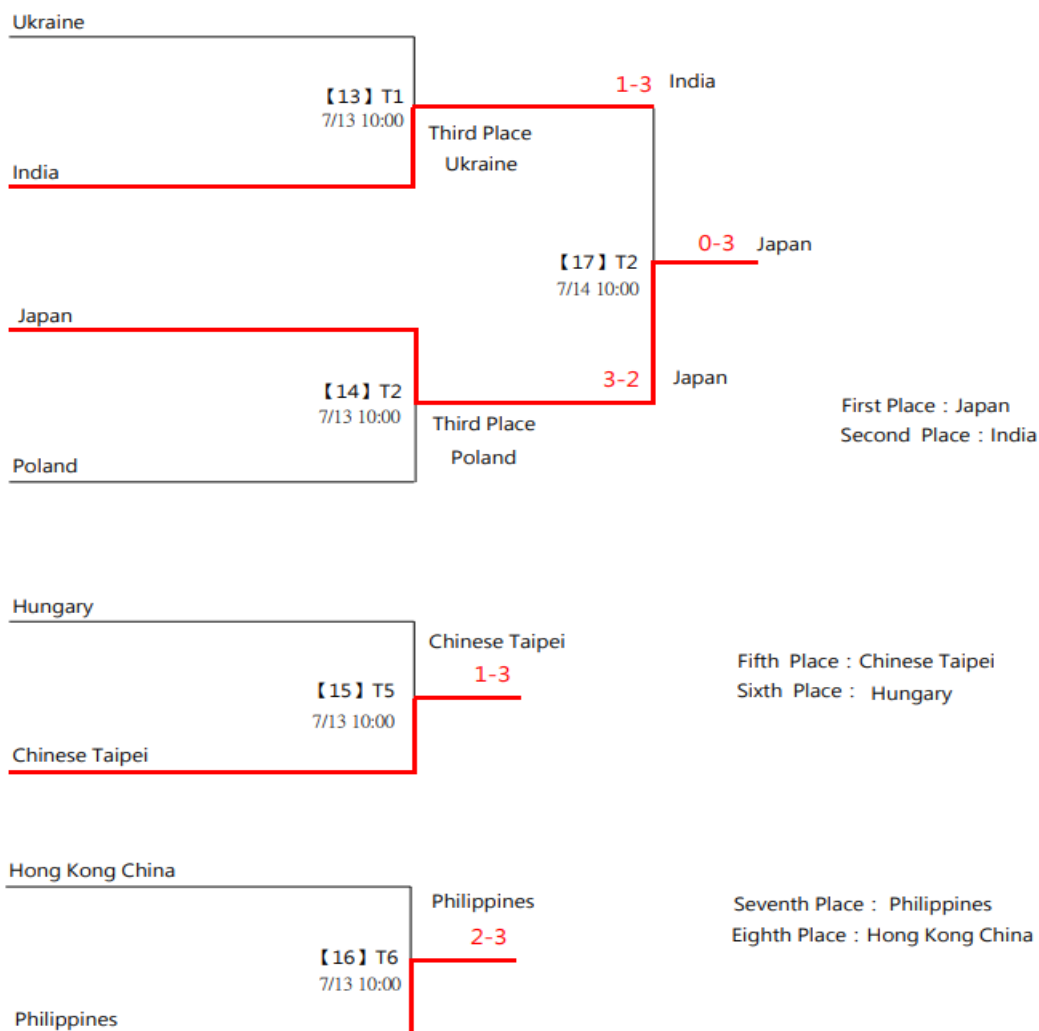 Ukraine
【13】T1
7/13 10:00
1-3 India
Third Place
Ukraine
India
0-3 Japan
【17】T2
7/14 10:00
Japan
【14】T2
7/13 10:00
3-2 Japan
Third Place
Poland
Poland
First Place：Japan
Second Place：India
Hungary
Chinese Taipei
1-3
【15】T5
7/13 10:00
Chinese Taipei
Fifth Place：Chinese Taipei
Sixth Place： Hungary
Hong Kong China
Philippines
2-3
【16】T6
7/13 10:00
Philippines
Seventh Place： Philippines
Eighth Place：Hong Kong China